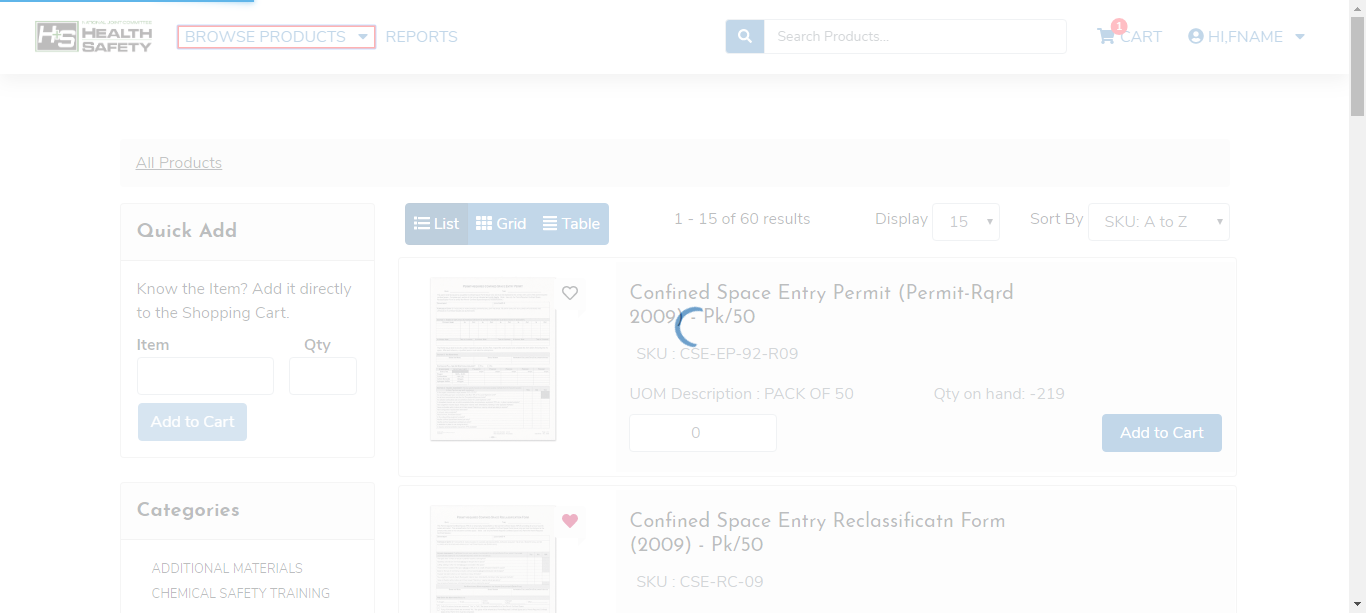 NATIONAL JOINT COMMITTEE
H&S HEALTH
SAFETY
BROWSE PRODUCTS
REPORTS
Search Products...
1
CART
HI,FNAME
All Products
Quick Add
Know the Item? Add it directly
to the Shopping Cart.
Item
Qty
Add to Cart
Categories
ADDITIONAL MATERIALS
CHEMICAL SAFETY TRAINING
List
Grid
Table
1 - 15 of 60 results
Display
15
Sort By
SKU: A to Z
Confined Space Entry Permit (Permit-Rqrd
2009) - Pk/50
SKU : CSE-EP-92-R09
UOM Description : PACK OF 50
Qty on hand: -219
0
Add to Cart
Confined Space Entry Reclassificatn Form
(2009) - Pk/50
SKU : CSE-RC-09